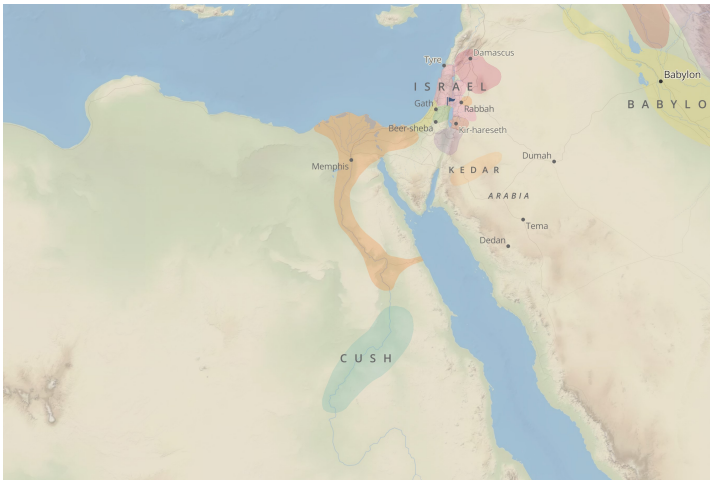 Tyre
Damascus
ISRAEL
Babylon
Gath
Rabbah
BABYLO
Beer-sheba
Kir-hareseth
Memphis
Dumah
KEDAR
ARABIA
Tema
Dedan
CUSH